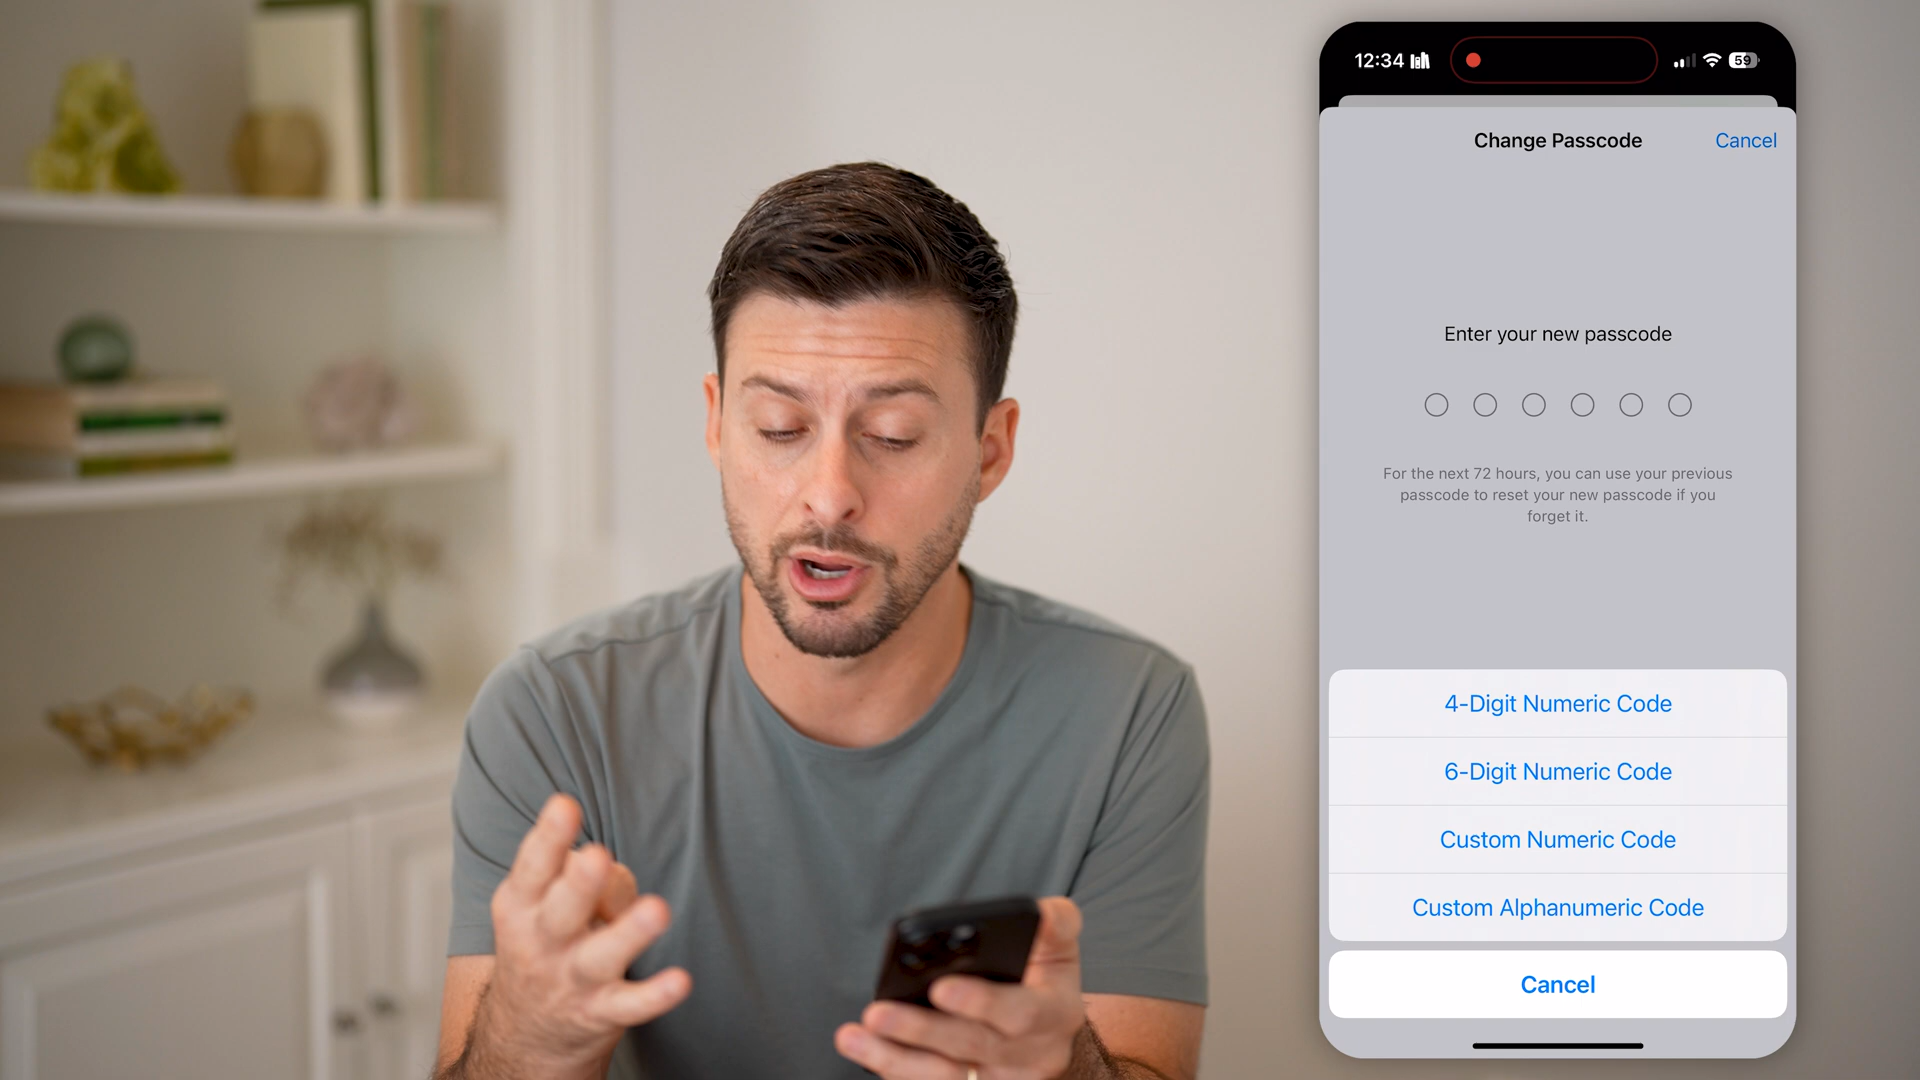 12:34
59
Change Passcode
Cancel
Enter your new passcode
For the next 72 hours, you can use your previous
passcode to reset your new passcode if you
forget it.
4-Digit Numeric Code
6-Digit Numeric Code
Custom Numeric Code
Custom Alphanumeric Code
Cancel